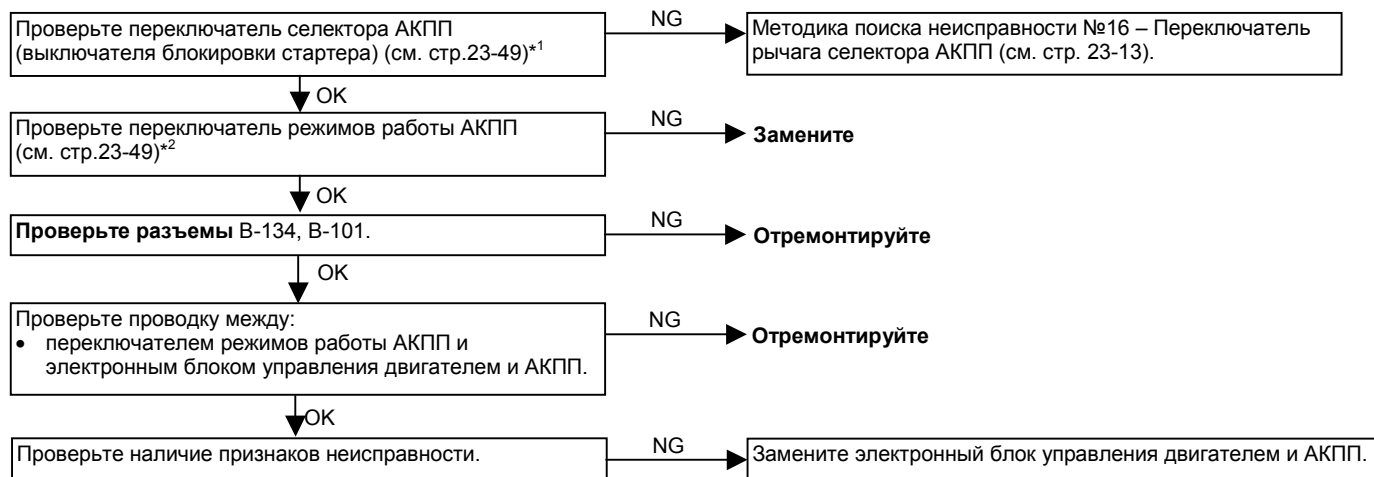 Проверьте переключатель селектора АКПП
(выключателя блокировки стартера) (см. стр.23-49)*1
NG
Методика поиска неисправности №16 – Переключатель
рычага селектора АКПП (см. стр. 23-13).
OK
Проверьте переключатель режимов работы АКПП
(см. стр.23-49)*2
NG
Замените
OK
Проверьте разъемы В-134, В-101.
NG
Отремонтируйте
OK
Проверьте проводку между:
• переключателем режимов работы АКПП и
электронным блоком управления двигателем и АКПП.
NG
Отремонтируйте
OK
Проверьте наличие признаков неисправности.
NG
Замените электронный блок управления двигателем и АКПП.